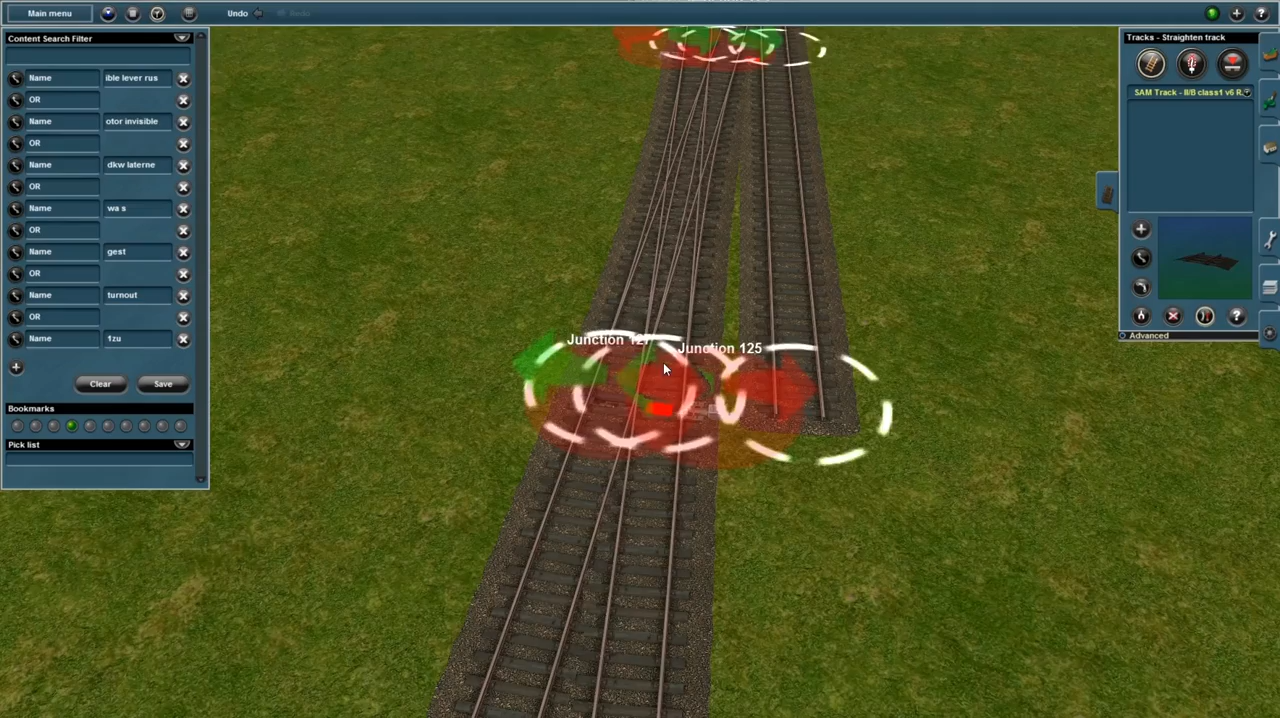 Main menu
Undo
Redo
Content Search Filter
Name ible lever rus
OR
Name otor invisible
OR
Name dkw laterne
OR
Name wa s
OR
Name gest
OR
Name turnout
OR
Name 1zu
Clear Save
Bookmarks
Pick list
Junction 127
Junction 125
Tracks - Straighten track
SAM Track - II/B class1 v6 R.
Advanced